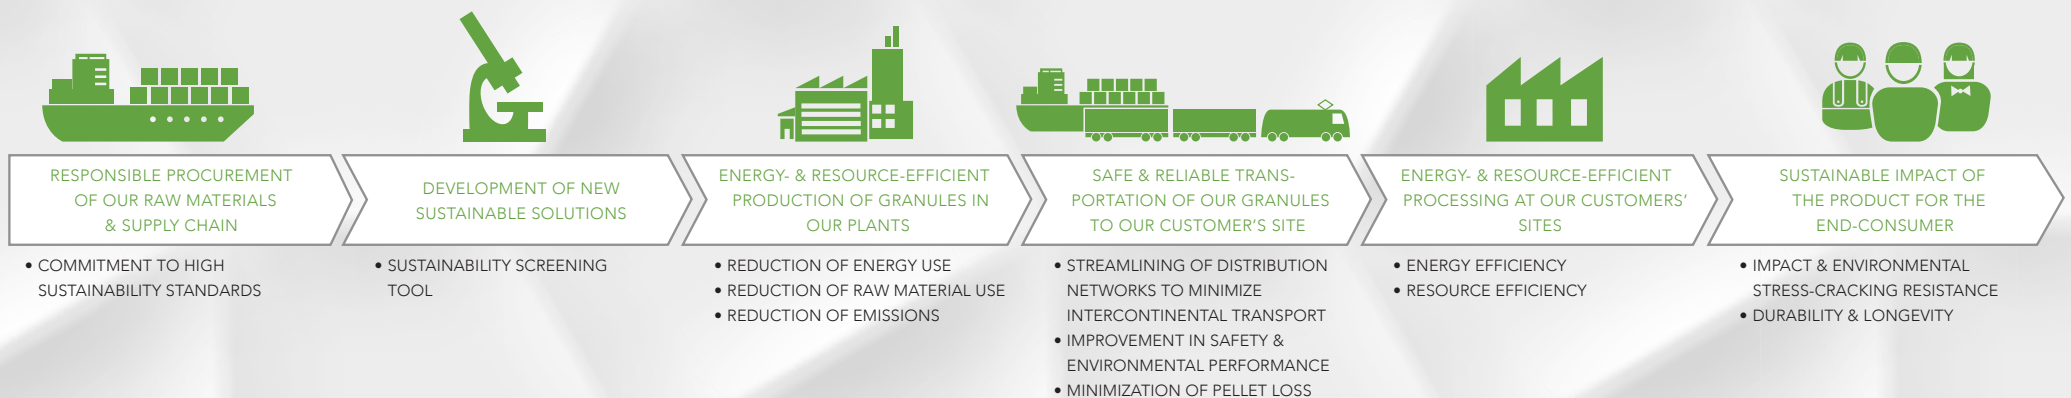 RESPONSIBLE PROCUREMENT
OF OUR RAW MATERIALS
& SUPPLY CHAIN
• COMMITMENT TO HIGH
SUSTAINABILITY STANDARDS
DEVELOPMENT OF NEW
SUSTAINABLE SOLUTIONS
• SUSTAINABILITY SCREENING
TOOL
ENERGY- & RESOURCE-EFFICIENT
PRODUCTION OF GRANULES IN
OUR PLANTS
• REDUCTION OF ENERGY USE
• REDUCTION OF RAW MATERIAL USE
• REDUCTION OF EMISSIONS
SAFE & RELIABLE TRANS-
PORTATION OF OUR GRANULES
TO OUR CUSTOMER’S SITE
• STREAMLINING OF DISTRIBUTION
NETWORKS TO MINIMIZE
INTERCONTINENTAL TRANSPORT
• IMPROVEMENT IN SAFETY &
ENVIRONMENTAL PERFORMANCE
• MINIMIZATION OF PELLET LOSS
ENERGY- & RESOURCE-EFFICIENT
PROCESSING AT OUR CUSTOMERS’
SITES
• ENERGY EFFICIENCY
• RESOURCE EFFICIENCY
SUSTAINABLE IMPACT OF
THE PRODUCT FOR THE
END-CONSUMER
• IMPACT & ENVIRONMENTAL
STRESS-CRACKING RESISTANCE
• DURABILITY & LONGEVITY